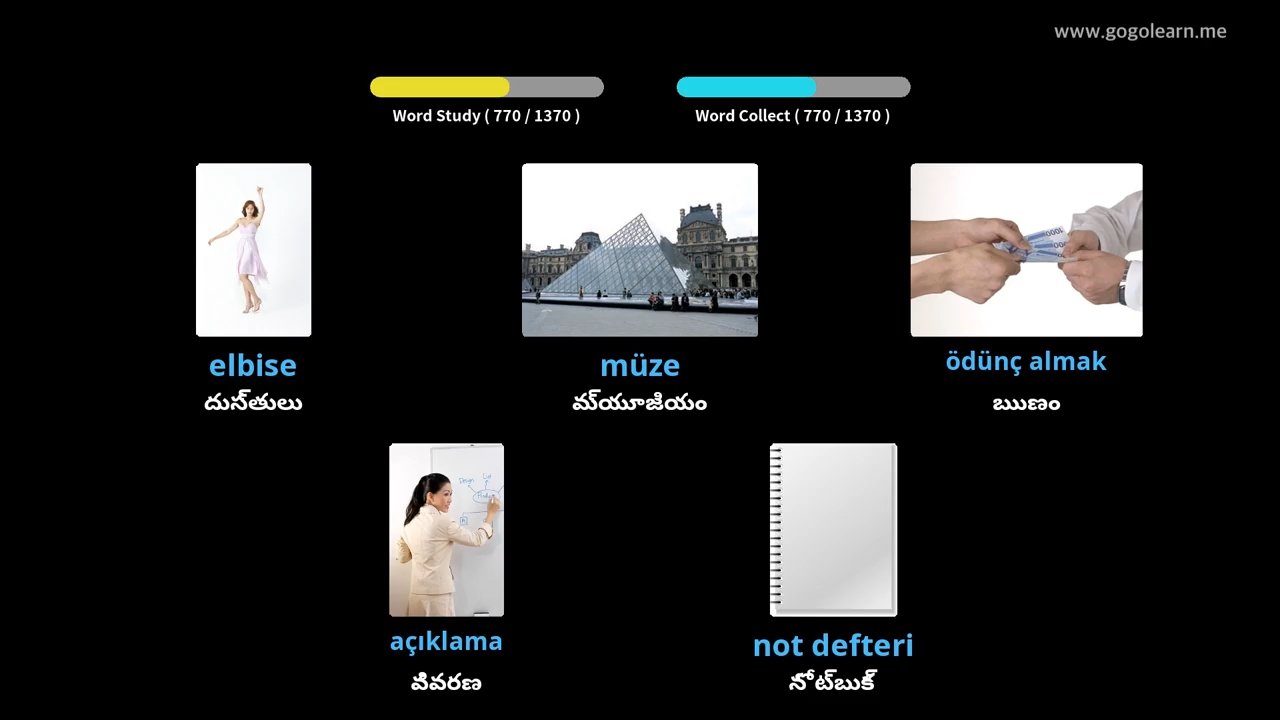 www.gogolearn.me
Word Study ( 770 / 1370 )
Word Collect ( 770 / 1370 )
elbise
müze
ödünç almak
దుస్తులు
మ్యూజియం
ఋణం
açıklama
not defteri
వివరణ
నోట్‌బుక్